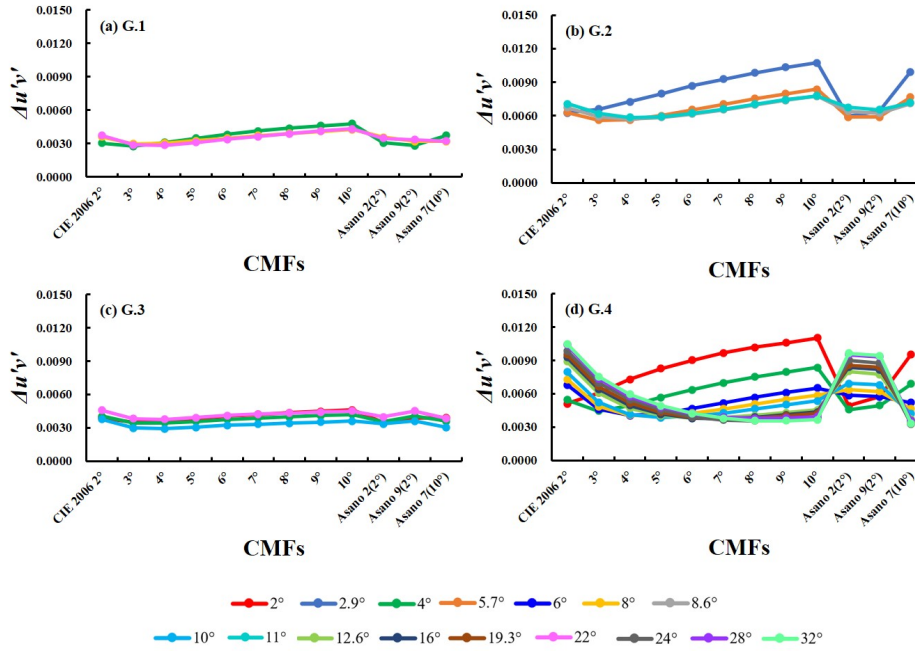 (a) G.1
Δu'v'
0.0150
0.0120
0.0090
0.0060
0.0030
0.0000
CIE 2006 2°
3°
4°
5°
6°
7°
8°
9°
10°
Asano 2(2°)
Asano 9(2°)
Asano 7(10°)
CMFs
(b) G.2
Δu'v'
0.0150
0.0120
0.0090
0.0060
0.0030
0.0000
CIE 2006 2°
3°
4°
5°
6°
7°
8°
9°
10°
Asano 2(2°)
Asano 9(2°)
Asano 7(10°)
CMFs
(c) G.3
Δu'v'
0.0150
0.0120
0.0090
0.0060
0.0030
0.0000
CIE 2006 2°
3°
4°
5°
6°
7°
8°
9°
10°
Asano 2(2°)
Asano 9(2°)
Asano 7(10°)
CMFs
(d) G.4
Δu'v'
0.0150
0.0120
0.0090
0.0060
0.0030
0.0000
CIE 2006 2°
3°
4°
5°
6°
7°
8°
9°
10°
Asano 2(2°)
Asano 9(2°)
Asano 7(10°)
CMFs
2° 2.9° 4° 5.7° 6° 8° 8.6°
10° 11° 12.6° 16° 19.3° 22° 24° 28° 32°